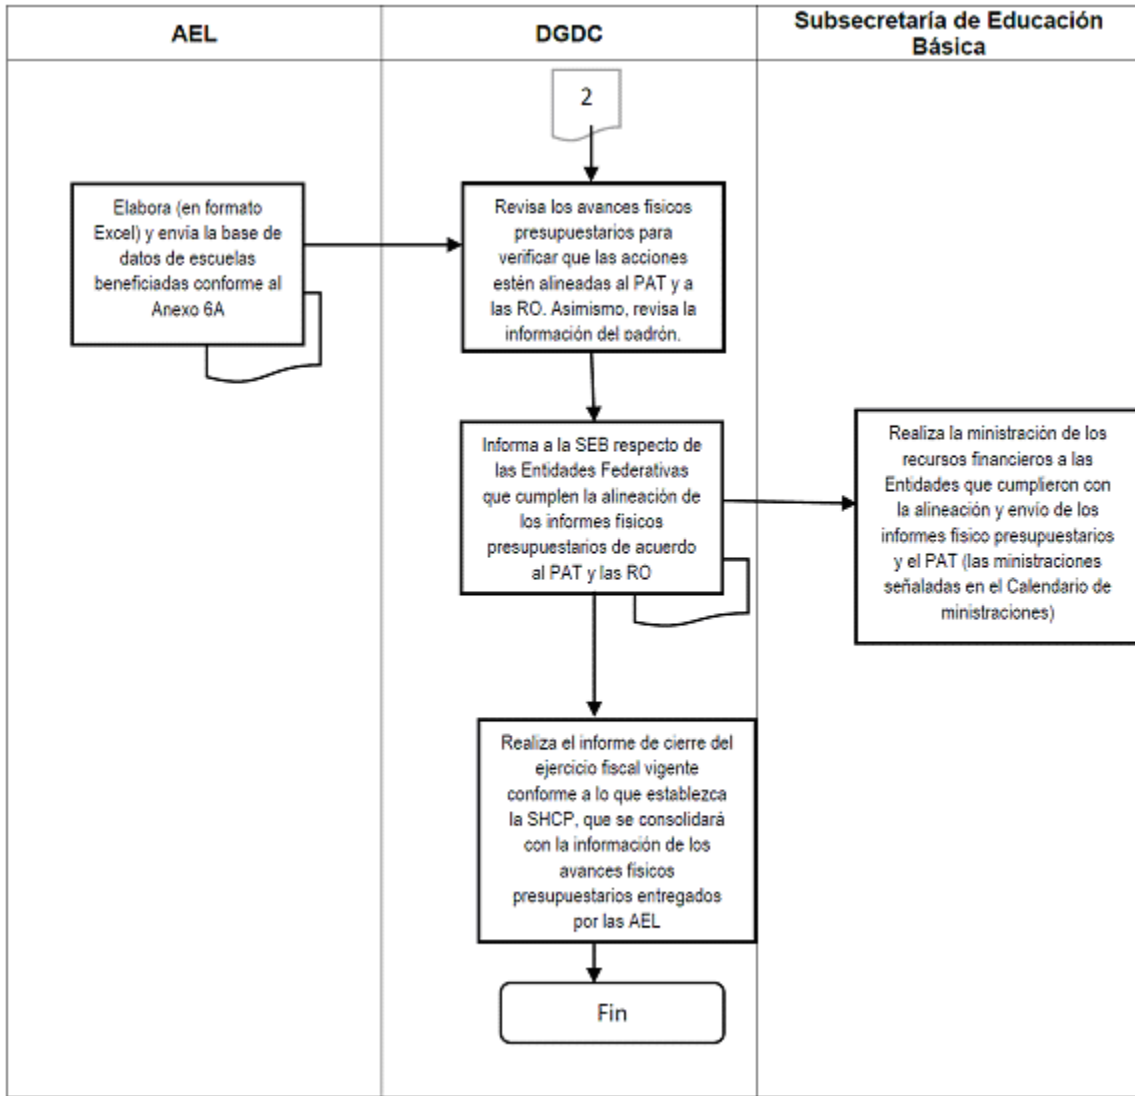 AEL
DGDC
Subsecretaría de Educación
Básica
2
Elabora (en formato
Excel) y envía la base de
datos de escuelas
beneficiadas conforme al
Anexo 6A
Revisa los avances físicos
presupuestarios para
verificar que las acciones
estén alineadas al PAT y a
las RO. Asimismo, revisa la
información del padrón.
Informa a la SEB respecto de
las Entidades Federativas
que cumplen la alineación de
los informes físicos
presupuestarios de acuerdo
al PAT y las RO
Realiza la ministración de los
recursos financieros a las
Entidades que cumplieron con
la alineación y envío de los
informes físico presupuestarios
y el PAT (las ministraciones
señaladas en el Calendario de
ministraciones)
Realiza el informe de cierre del
ejercicio fiscal vigente
conforme a lo que establezca
la SHCP, que se consolidará
con la información de los
avances físicos
presupuestarios entregados
por las AEL
Fin